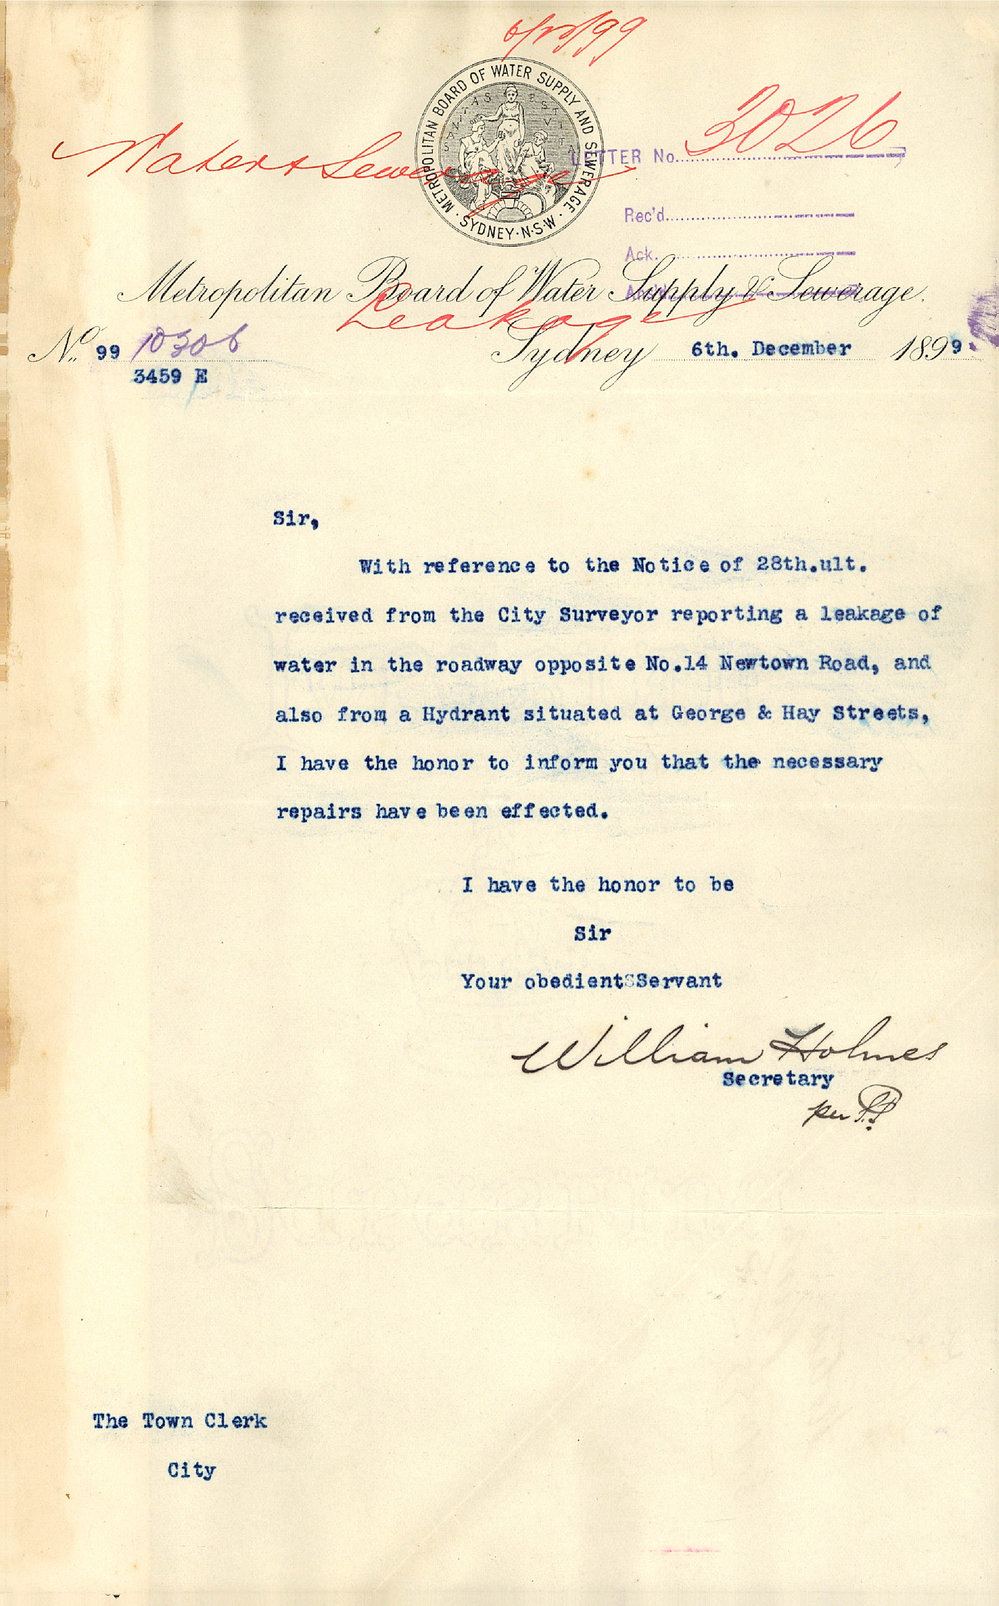 6/12/99
METROPOLITAN BOARD OF WATER SUPPLY AND SEWERAGE
· SYDNEY · N·S·W ·
Water & Sewerage
LETTER No. 3026
Rec'd.
Ack.
Metropolitan Board of Water Supply & Sewerage.
Leakage
No. 99 10306
Sydney 6th. December 1899.
3459 E
Sir,
With reference to the Notice of 28th.ult.
received from the City Surveyor reporting a leakage of
water in the roadway opposite No.14 Newtown Road, and
also from a Hydrant situated at George & Hay Streets,
I have the honor to inform you that the necessary
repairs have been effected.
I have the honor to be
Sir
Your obedient Servant
William Holmes
Secretary
per
The Town Clerk
City